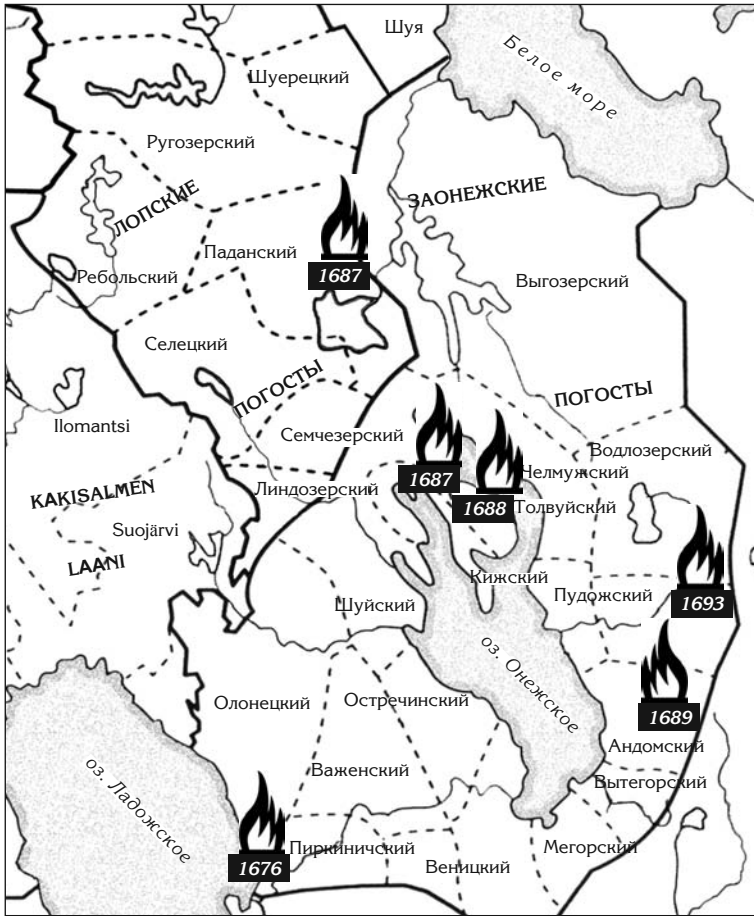 Шуя
Белое море
Шуерецкий
Ругозерский
ЛОПСКИЕ
ЗАОНЕЖСКИЕ
Паданский
Ребольский
1687
Выгозерский
Селецкий
ПОГОСТЫ
ПОГОСТЫ
Ilomantsi
Семчезерский
Водлозерский
1687
Челмужский
KAKISALMEN
Линдозерский
1688
Толвуйский
Suojärvi
LAANI
Кижский
Пудожский
1693
Шуйский
оз. Онежское
Олонецкий
Остречинский
1689
Андомский
оз. Ладожское
Важенский
Вытегорский
Пиркиничский
Мегорский
1676
Веницкий